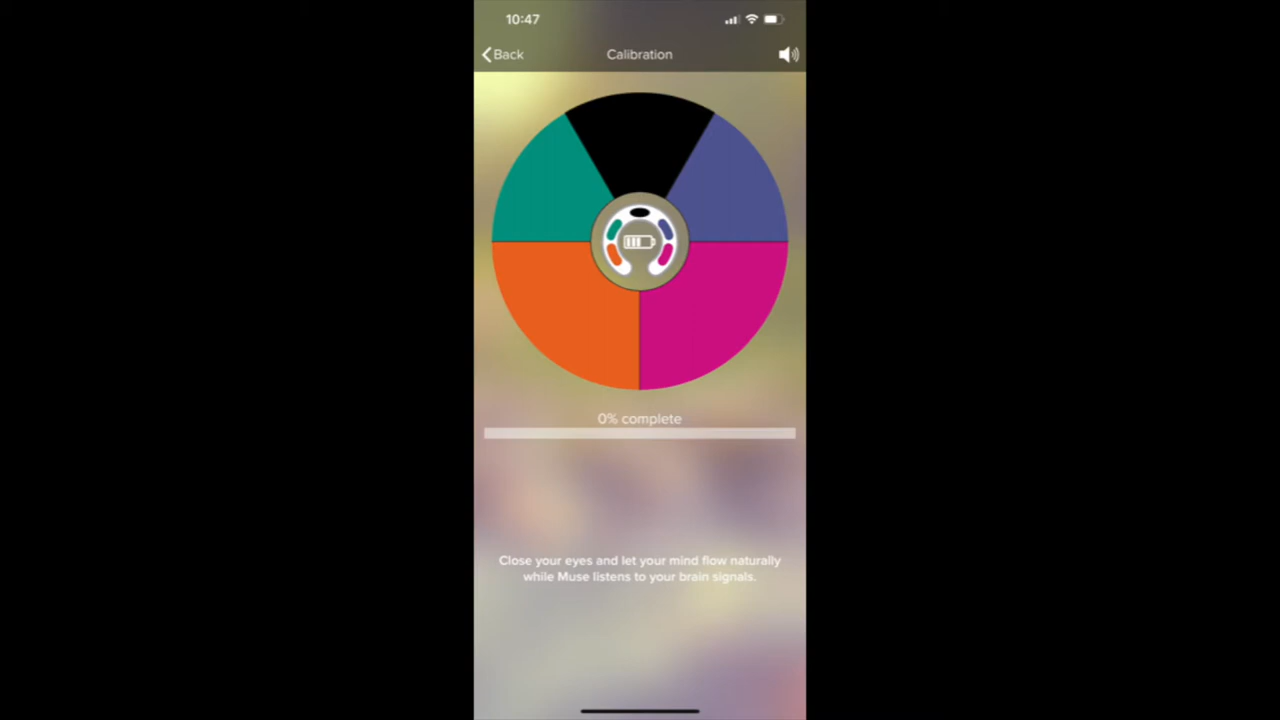 10:47
Back
Calibration
0% complete
Close your eyes and let your mind flow naturally
while Muse listens to your brain signals.